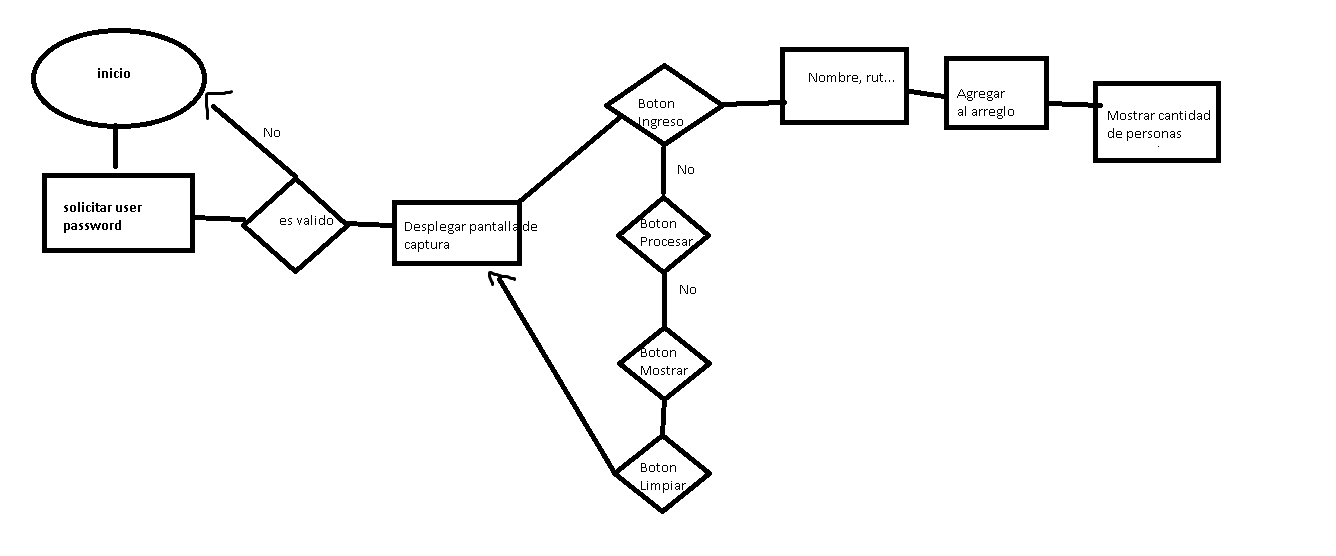 inicio
solicitar user
password
No
es valido
Desplegar pantalla de
captura
Boton
Ingreso
Nombre, rut...
Agregar
al arreglo
Mostrar cantidad
de personas
No
Boton
Procesar
No
Boton
Mostrar
Boton
Limpiar